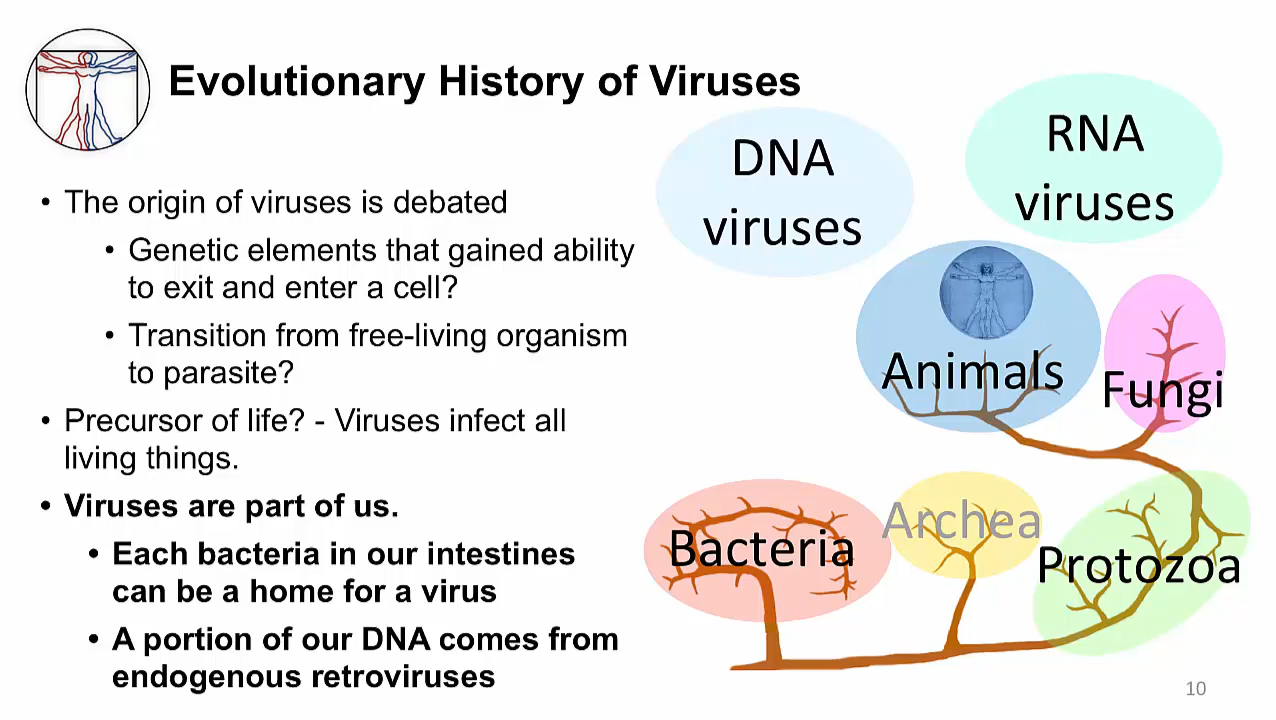 Evolutionary History of Viruses
• The origin of viruses is debated
• Genetic elements that gained ability
to exit and enter a cell?
• Transition from free-living organism
to parasite?
• Precursor of life? - Viruses infect all
living things.
• Viruses are part of us.
• Each bacteria in our intestines
can be a home for a virus
• A portion of our DNA comes from
endogenous retroviruses
DNA
viruses
RNA
viruses
Animals
Fungi
Bacteria
Archea
Protozoa
10